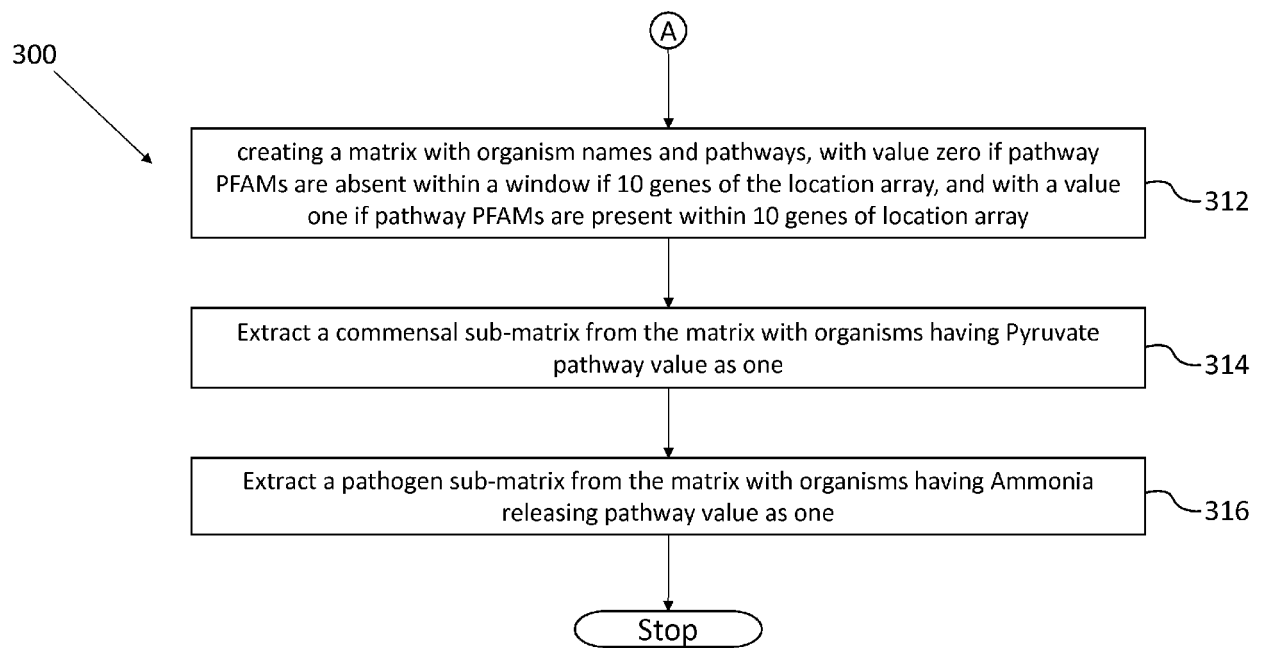 A
300
creating a matrix with organism names and pathways, with value zero if pathway
PFAMs are absent within a window if 10 genes of the location array, and with a value
one if pathway PFAMs are present within 10 genes of location array
312
Extract a commensal sub-matrix from the matrix with organisms having Pyruvate
pathway value as one
314
Extract a pathogen sub-matrix from the matrix with organisms having Ammonia
releasing pathway value as one
316
Stop